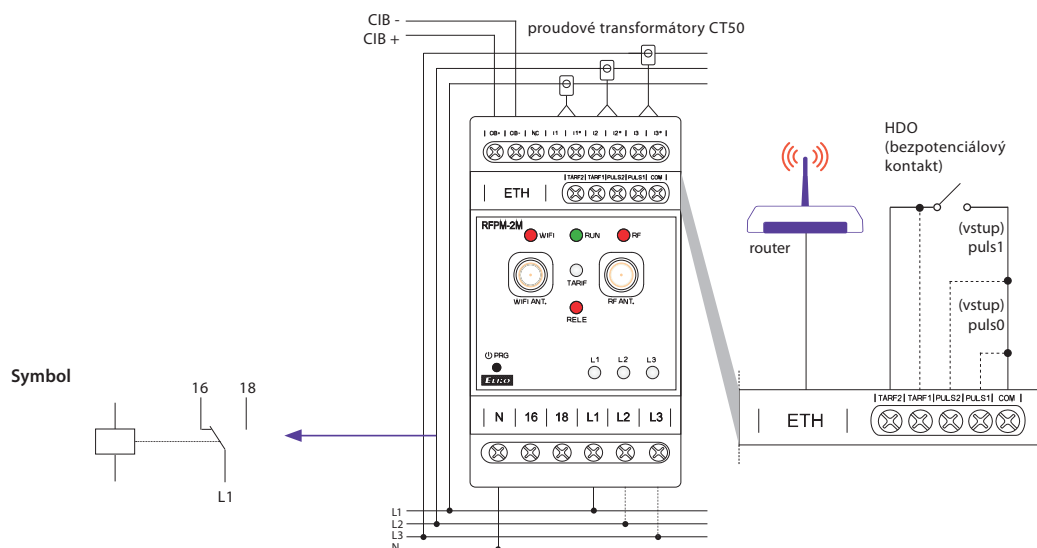 CIB -
CIB +
proudové transformátory CT50
CIB+ CIB- NC I1 I1* I2 I2* I3 I3*
TARF2 TARF1 PULS2 PULS1 COM
ETH
RFPM-2M
WIFI RUN RF
TARIF
WIFI ANT. RF ANT.
RELE
PRG
ELKO
L1 L2 L3
N 16 18 L1 L2 L3
L1
L2
L3
N
Symbol
16 18
L1
router
HDO
(bezpotenciálový
kontakt)
(vstup)
puls1
(vstup)
puls0
ETH
TARF2 TARF1 PULS2 PULS1 COM